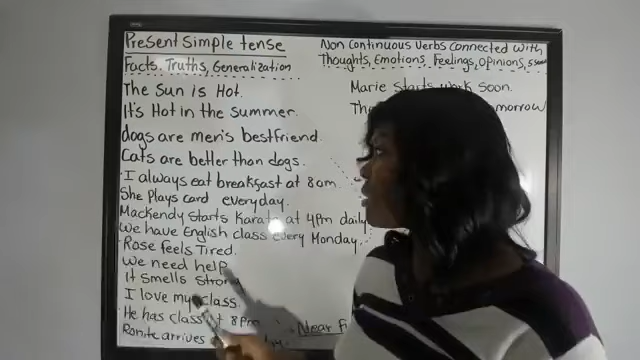 Present Simple tense
Facts, Truths, Generalization
The Sun is Hot.
It's Hot in the summer.
dogs are men's bestfriend.
Cats are better than dogs.
I always eat breakfast at 8am.
She Plays card everyday.
Mackendy starts Karate at 4pm daily
We have English class every Monday,
Rose feels Tired.
We need help
It smells strong
I love my class.
He has class at 8pm
Ronite arrives
Non Continuous Verbs connected with
Thoughts, Emotions, Feelings, Opinions,
Marie starts work soon.
Near